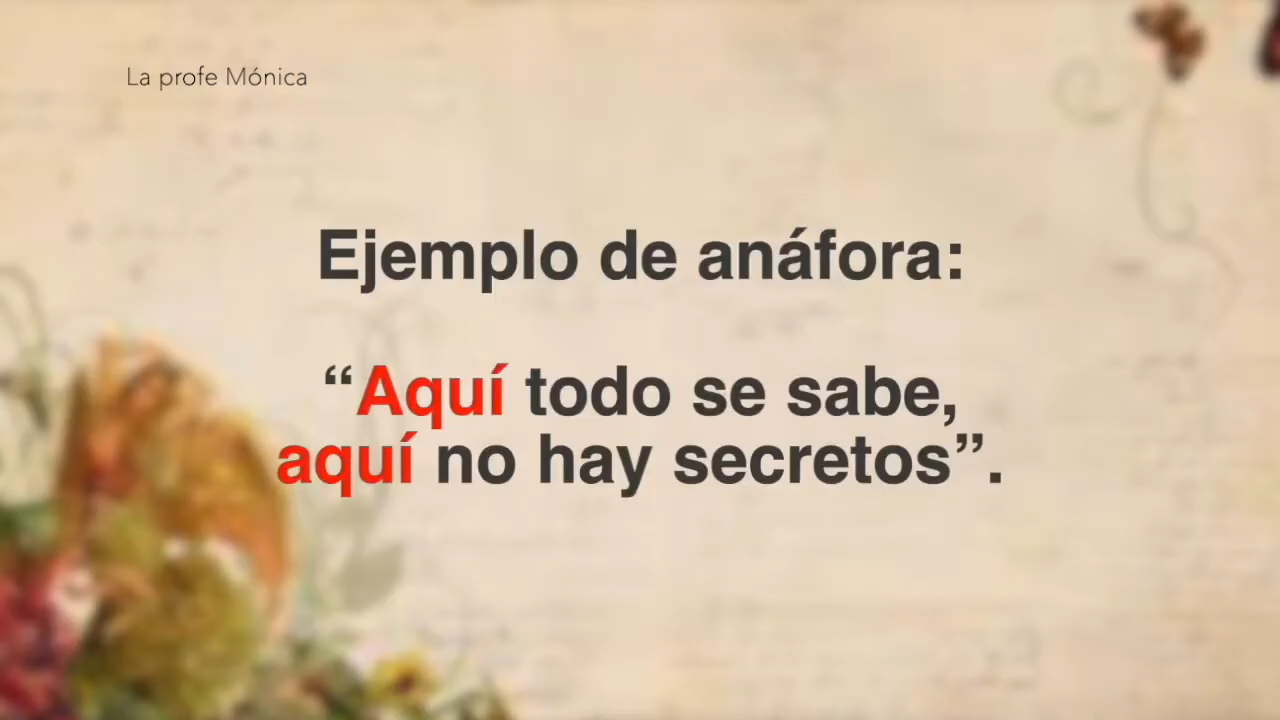 La profe Mónica
Ejemplo de anáfora:
“Aquí todo se sabe,
aquí no hay secretos”.